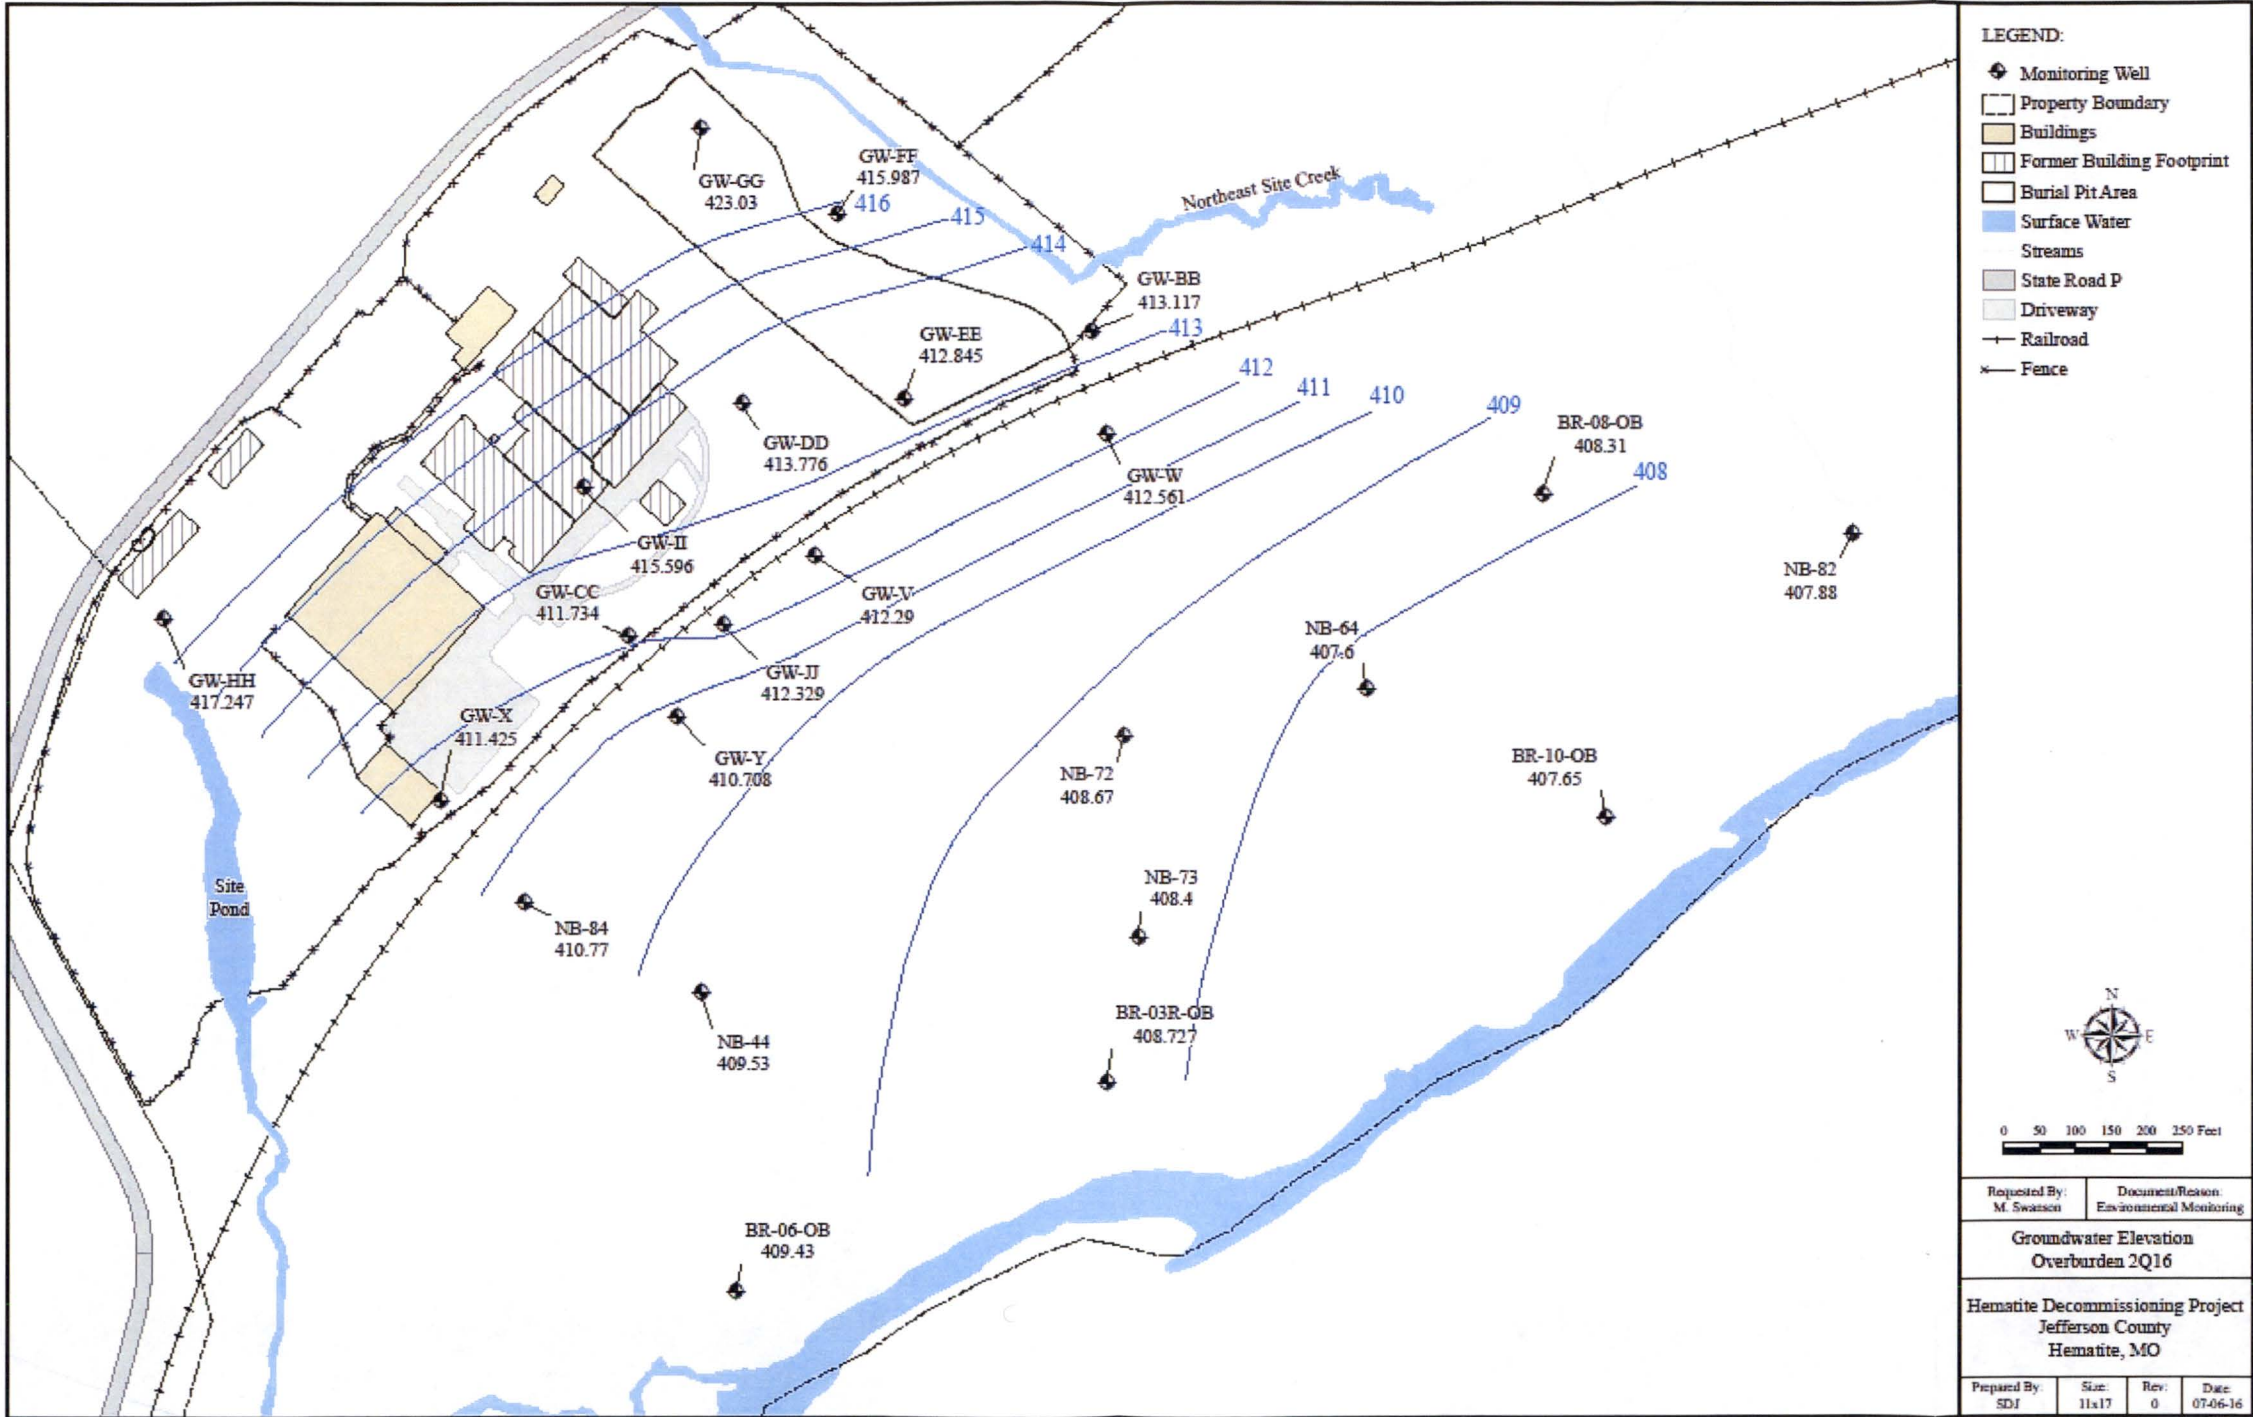 GW-GG
423.03
GW-FF
415.987
416
415
414
Northeast Site Creek
GW-BB
413.117
413
GW-EE
412.845
412
411
410
409
BR-08-OB
408.31
408
GW-DD
413.776
GW-W
412.561
NB-82
407.88
GW-II
415.596
GW-CC
411.734
GW-V
412.29
NB-64
407.6
GW-HH
417.247
GW-JJ
412.329
GW-X
411.425
GW-Y
410.708
NB-72
408.67
BR-10-OB
407.65
Site
Pond
NB-84
410.77
NB-73
408.4
NB-44
409.53
BR-03R-OB
408.727
BR-06-OB
409.43
LEGEND:
Monitoring Well
Property Boundary
Buildings
Former Building Footprint
Burial Pit Area
Surface Water
Streams
State Road P
Driveway
Railroad
Fence
N
W E
S
0 50 100 150 200 250 Feet
Requested By:
M. Swanson
Document/Reason:
Environmental Monitoring
Groundwater Elevation
Overburden 2Q16
Hematite Decommissioning Project
Jefferson County
Hematite, MO
Prepared By:
SDJ
Size:
11x17
Rev:
0
Date:
07-06-16